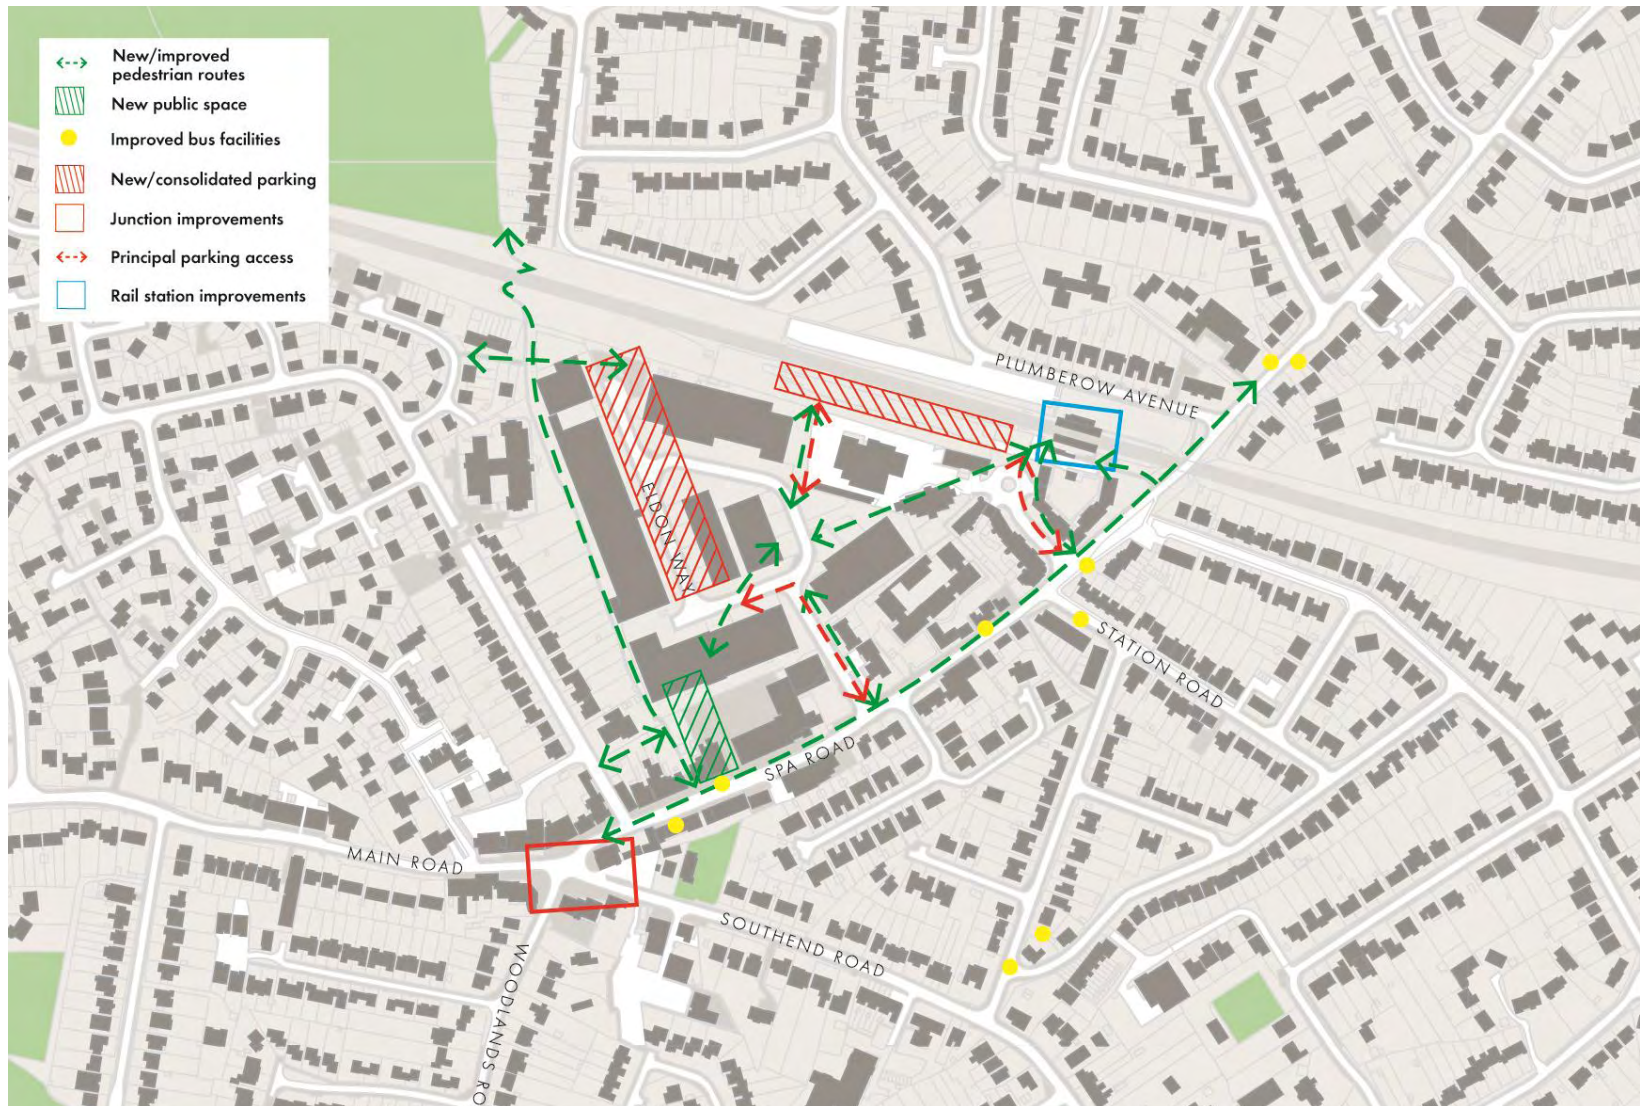 New/improved
pedestrian routes
New public space
Improved bus facilities
New/consolidated parking
Junction improvements
Principal parking access
Rail station improvements
PLUMBEROW AVENUE
ELDON WAY
STATION ROAD
SPA ROAD
MAIN ROAD
SOUTHEND ROAD
WOODLANDS RO